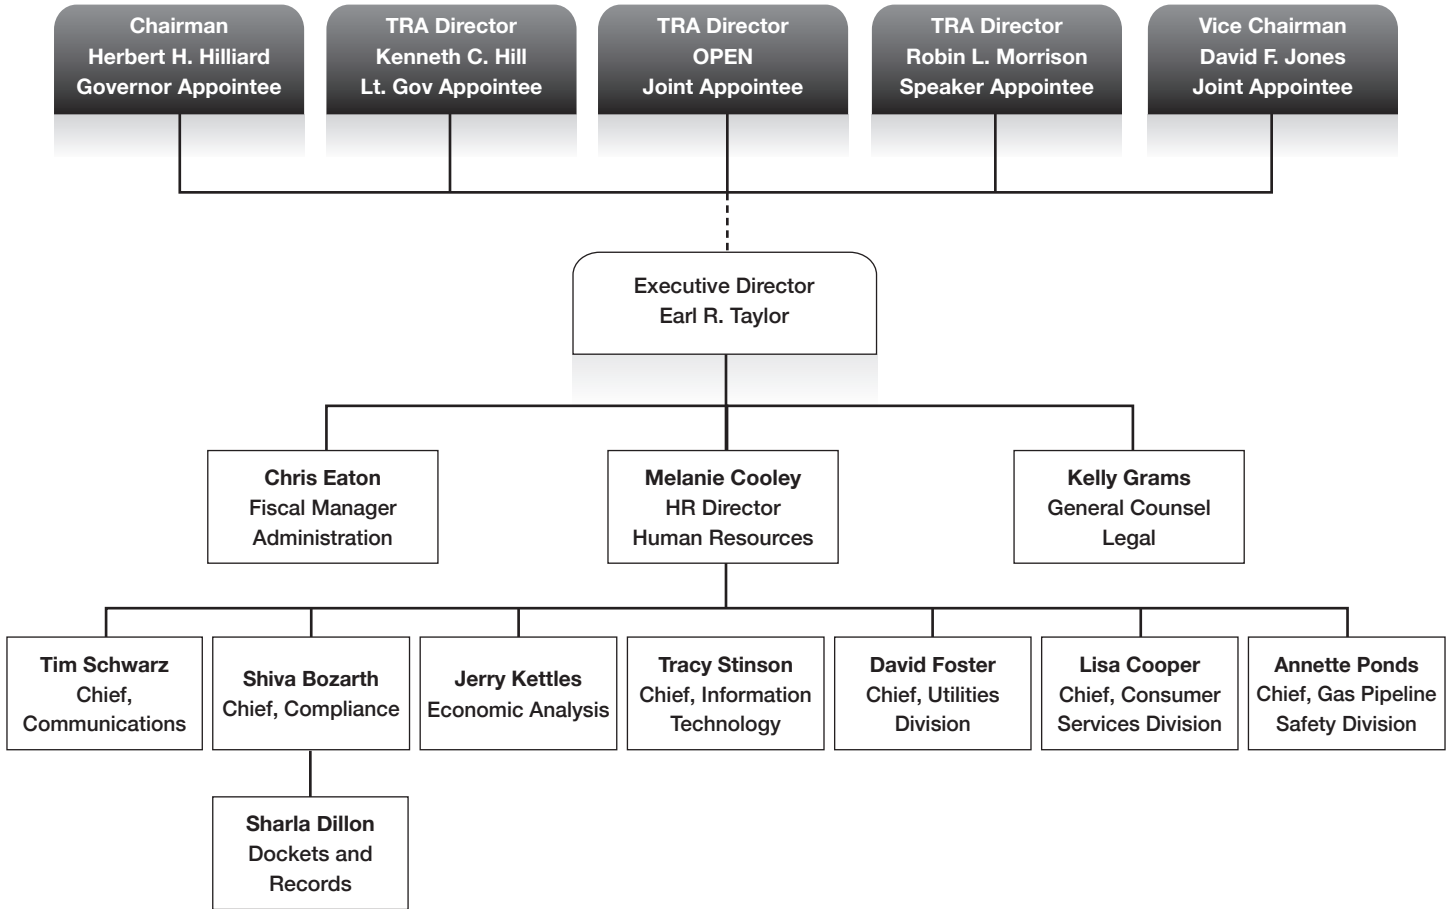 Chairman
Herbert H. Hilliard
Governor Appointee
TRA Director
Kenneth C. Hill
Lt. Gov Appointee
TRA Director
OPEN
Joint Appointee
TRA Director
Robin L. Morrison
Speaker Appointee
Vice Chairman
David F. Jones
Joint Appointee
Executive Director
Earl R. Taylor
Chris Eaton
Fiscal Manager
Administration
Melanie Cooley
HR Director
Human Resources
Kelly Grams
General Counsel
Legal
Tim Schwarz
Chief,
Communications
Shiva Bozarth
Chief, Compliance
Jerry Kettles
Economic Analysis
Tracy Stinson
Chief, Information
Technology
David Foster
Chief, Utilities
Division
Lisa Cooper
Chief, Consumer
Services Division
Annette Ponds
Chief, Gas Pipeline
Safety Division
Sharla Dillon
Dockets and
Records